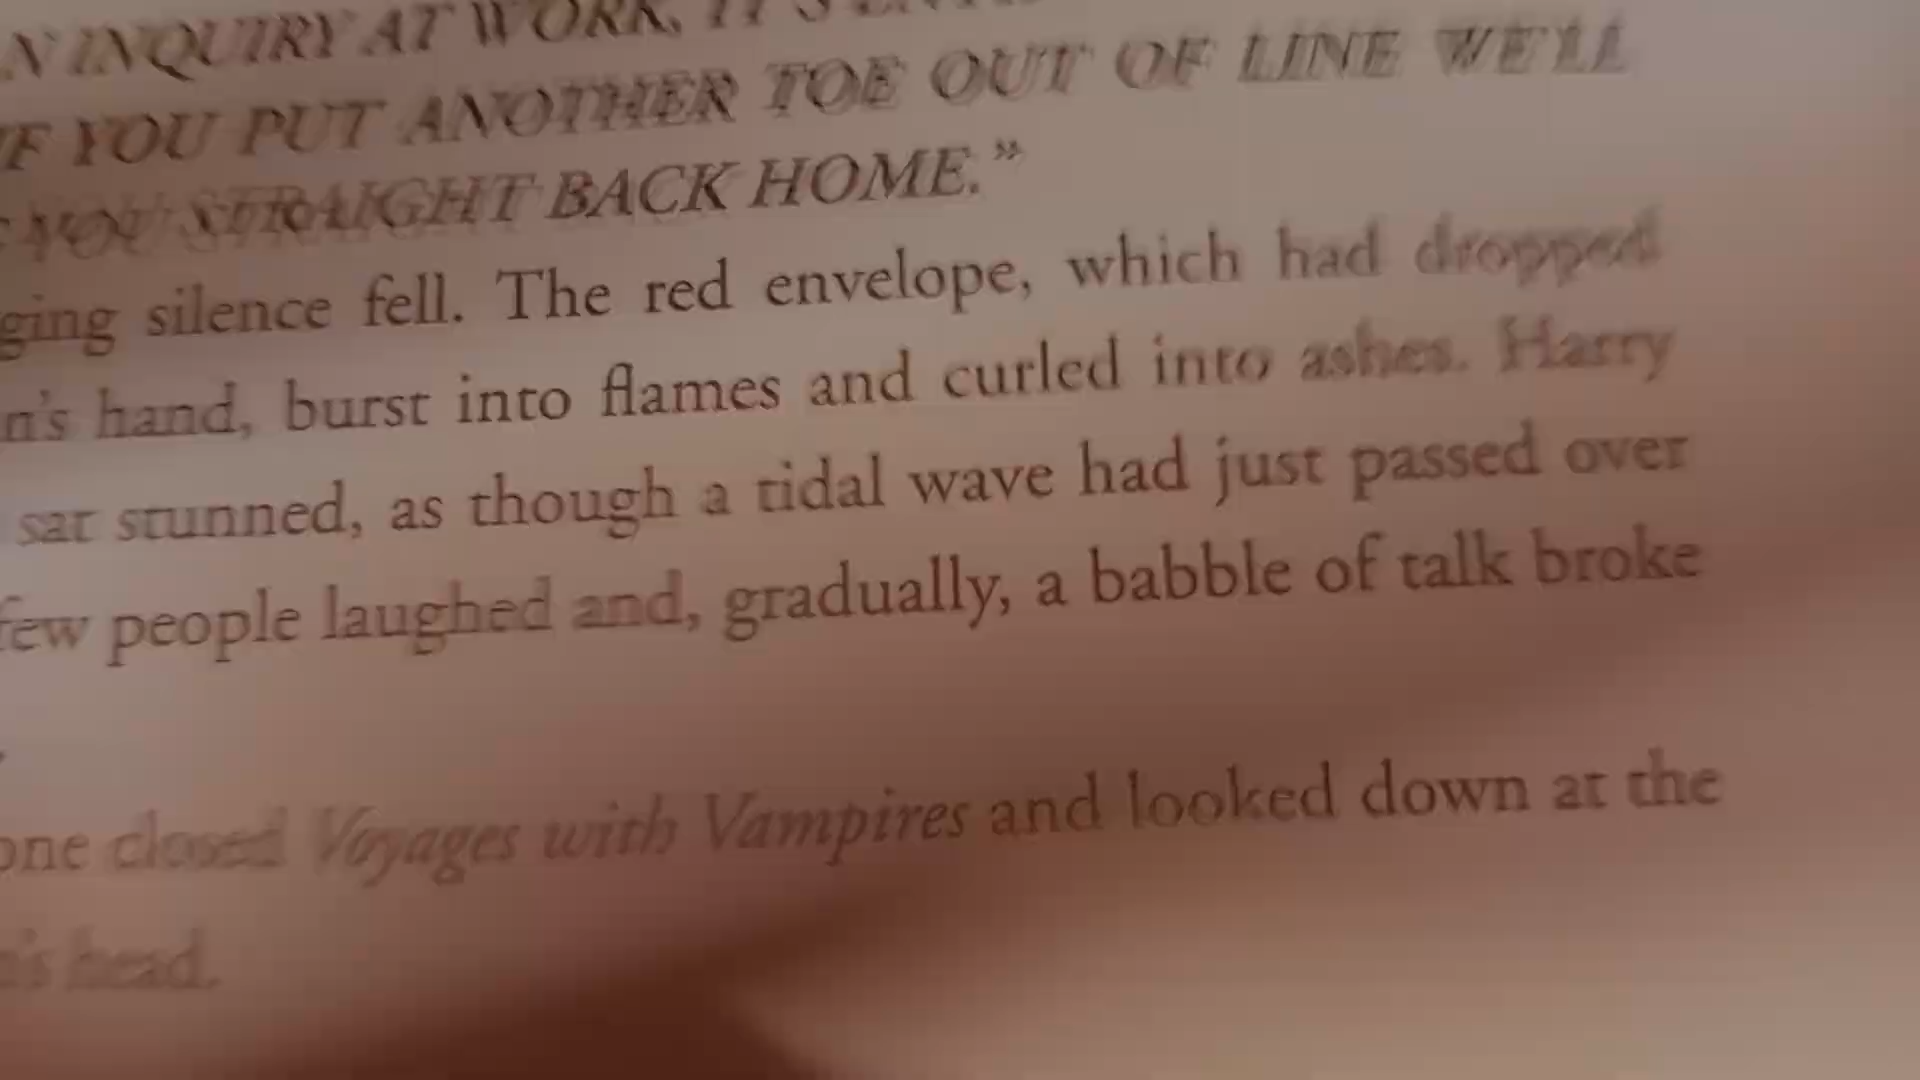 N INQUIRY AT WORK, IT'S
F YOU PUT ANOTHER TOE OUT OF LINE WE'LL
YOU STRAIGHT BACK HOME.”
ging silence fell. The red envelope, which had dropped
n's hand, burst into flames and curled into ashes. Harry
sat stunned, as though a tidal wave had just passed over
few people laughed and, gradually, a babble of talk broke
one closed Voyages with Vampires and looked down at the
n's head.